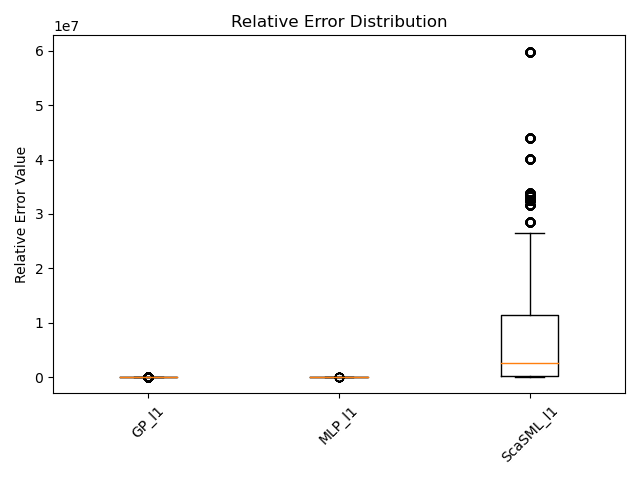 Relative Error Distribution
1e7
6
5
4
3
2
1
0
Relative Error Value
GP_l1
MLP_l1
ScaSML_l1